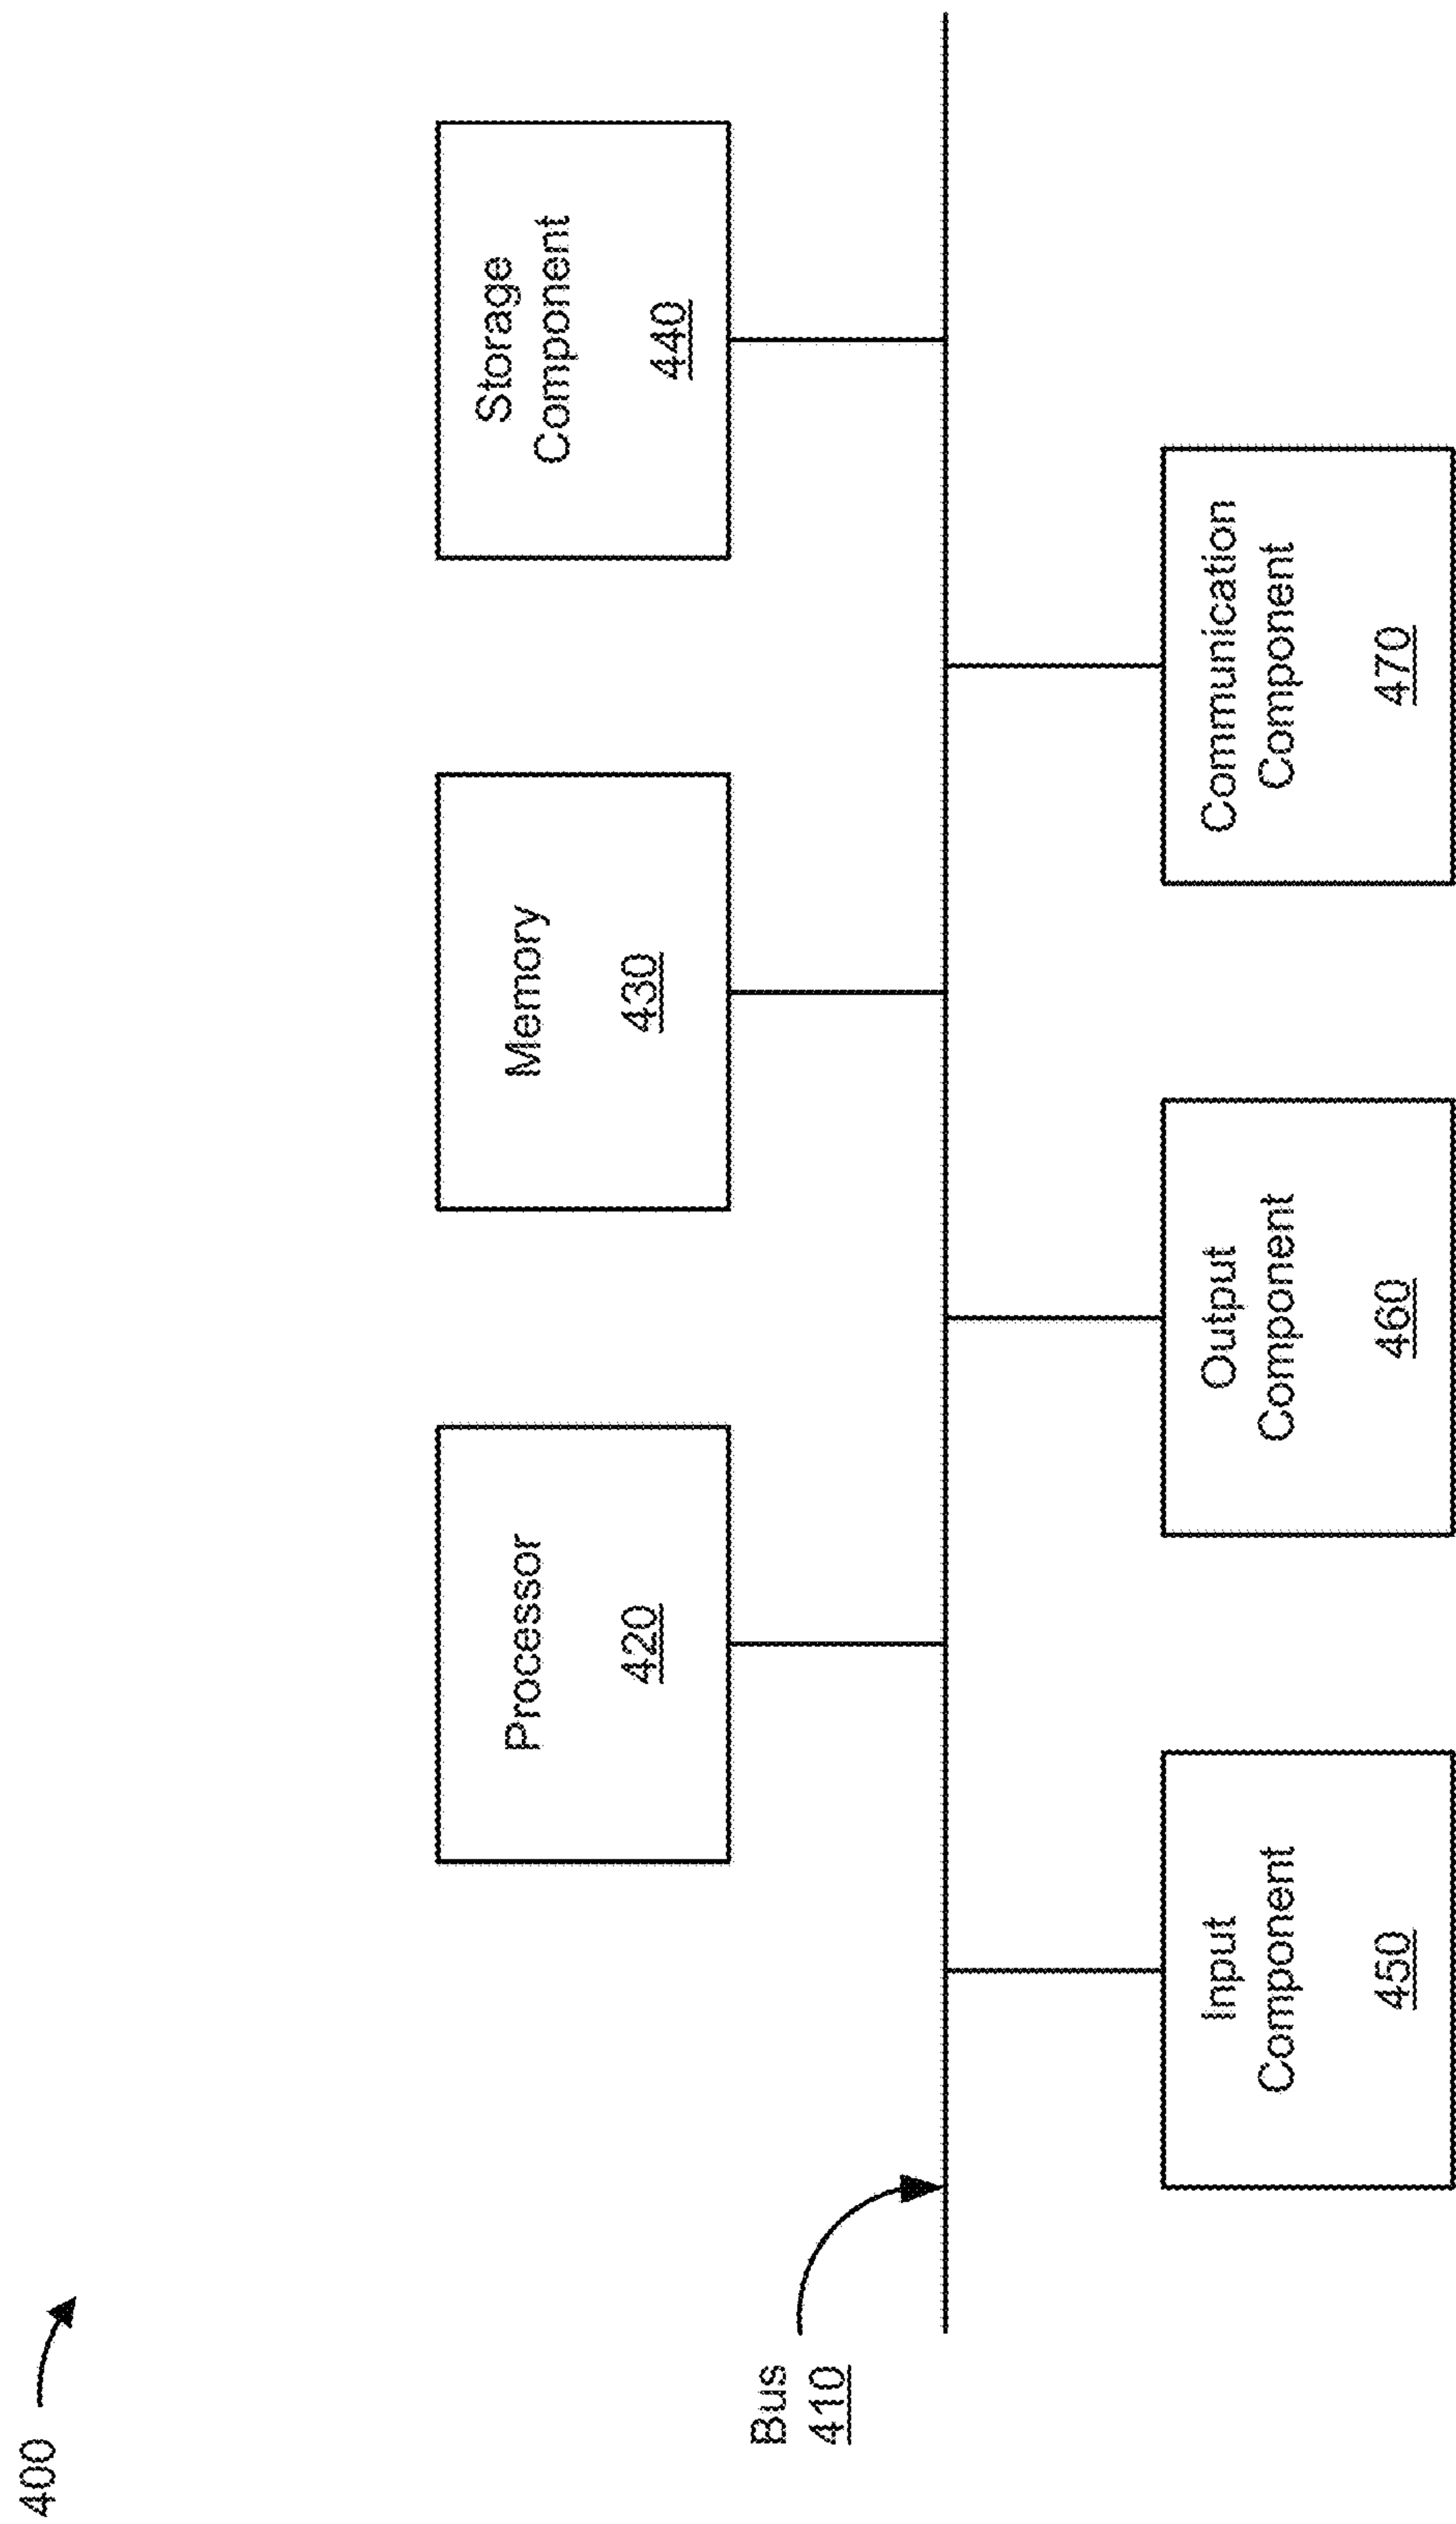 400
Processor
420
Memory
430
Storage
Component
440
Bus
410
Input
Component
450
Output
Component
460
Communication
Component
470